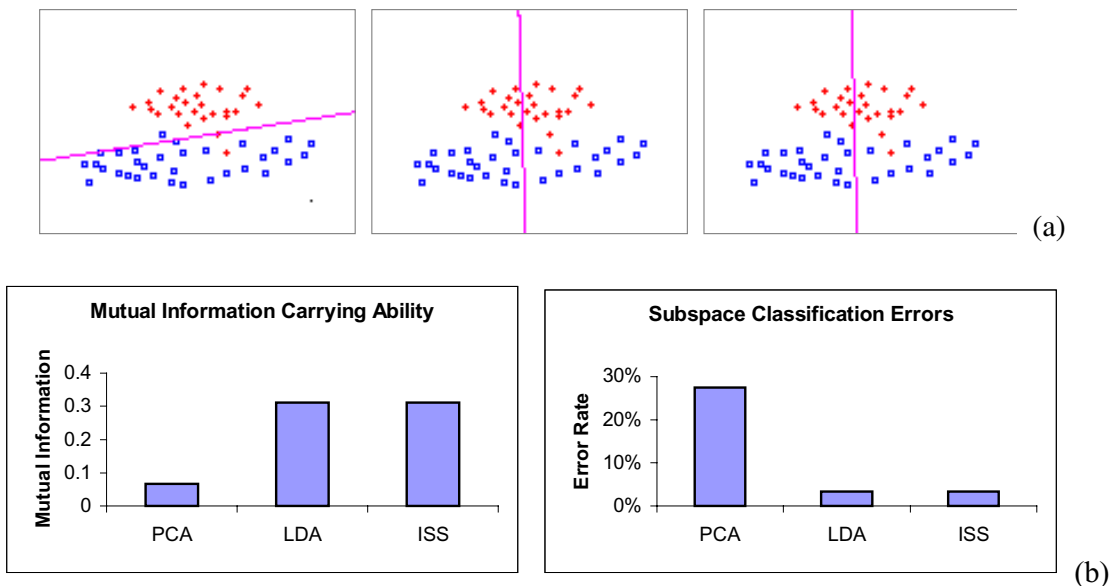 (a)
Mutual Information Carrying Ability
Mutual Information
0.4
0.3
0.2
0.1
0
PCA LDA ISS
Subspace Classification Errors
Error Rate
30%
20%
10%
0%
PCA LDA ISS
(b)